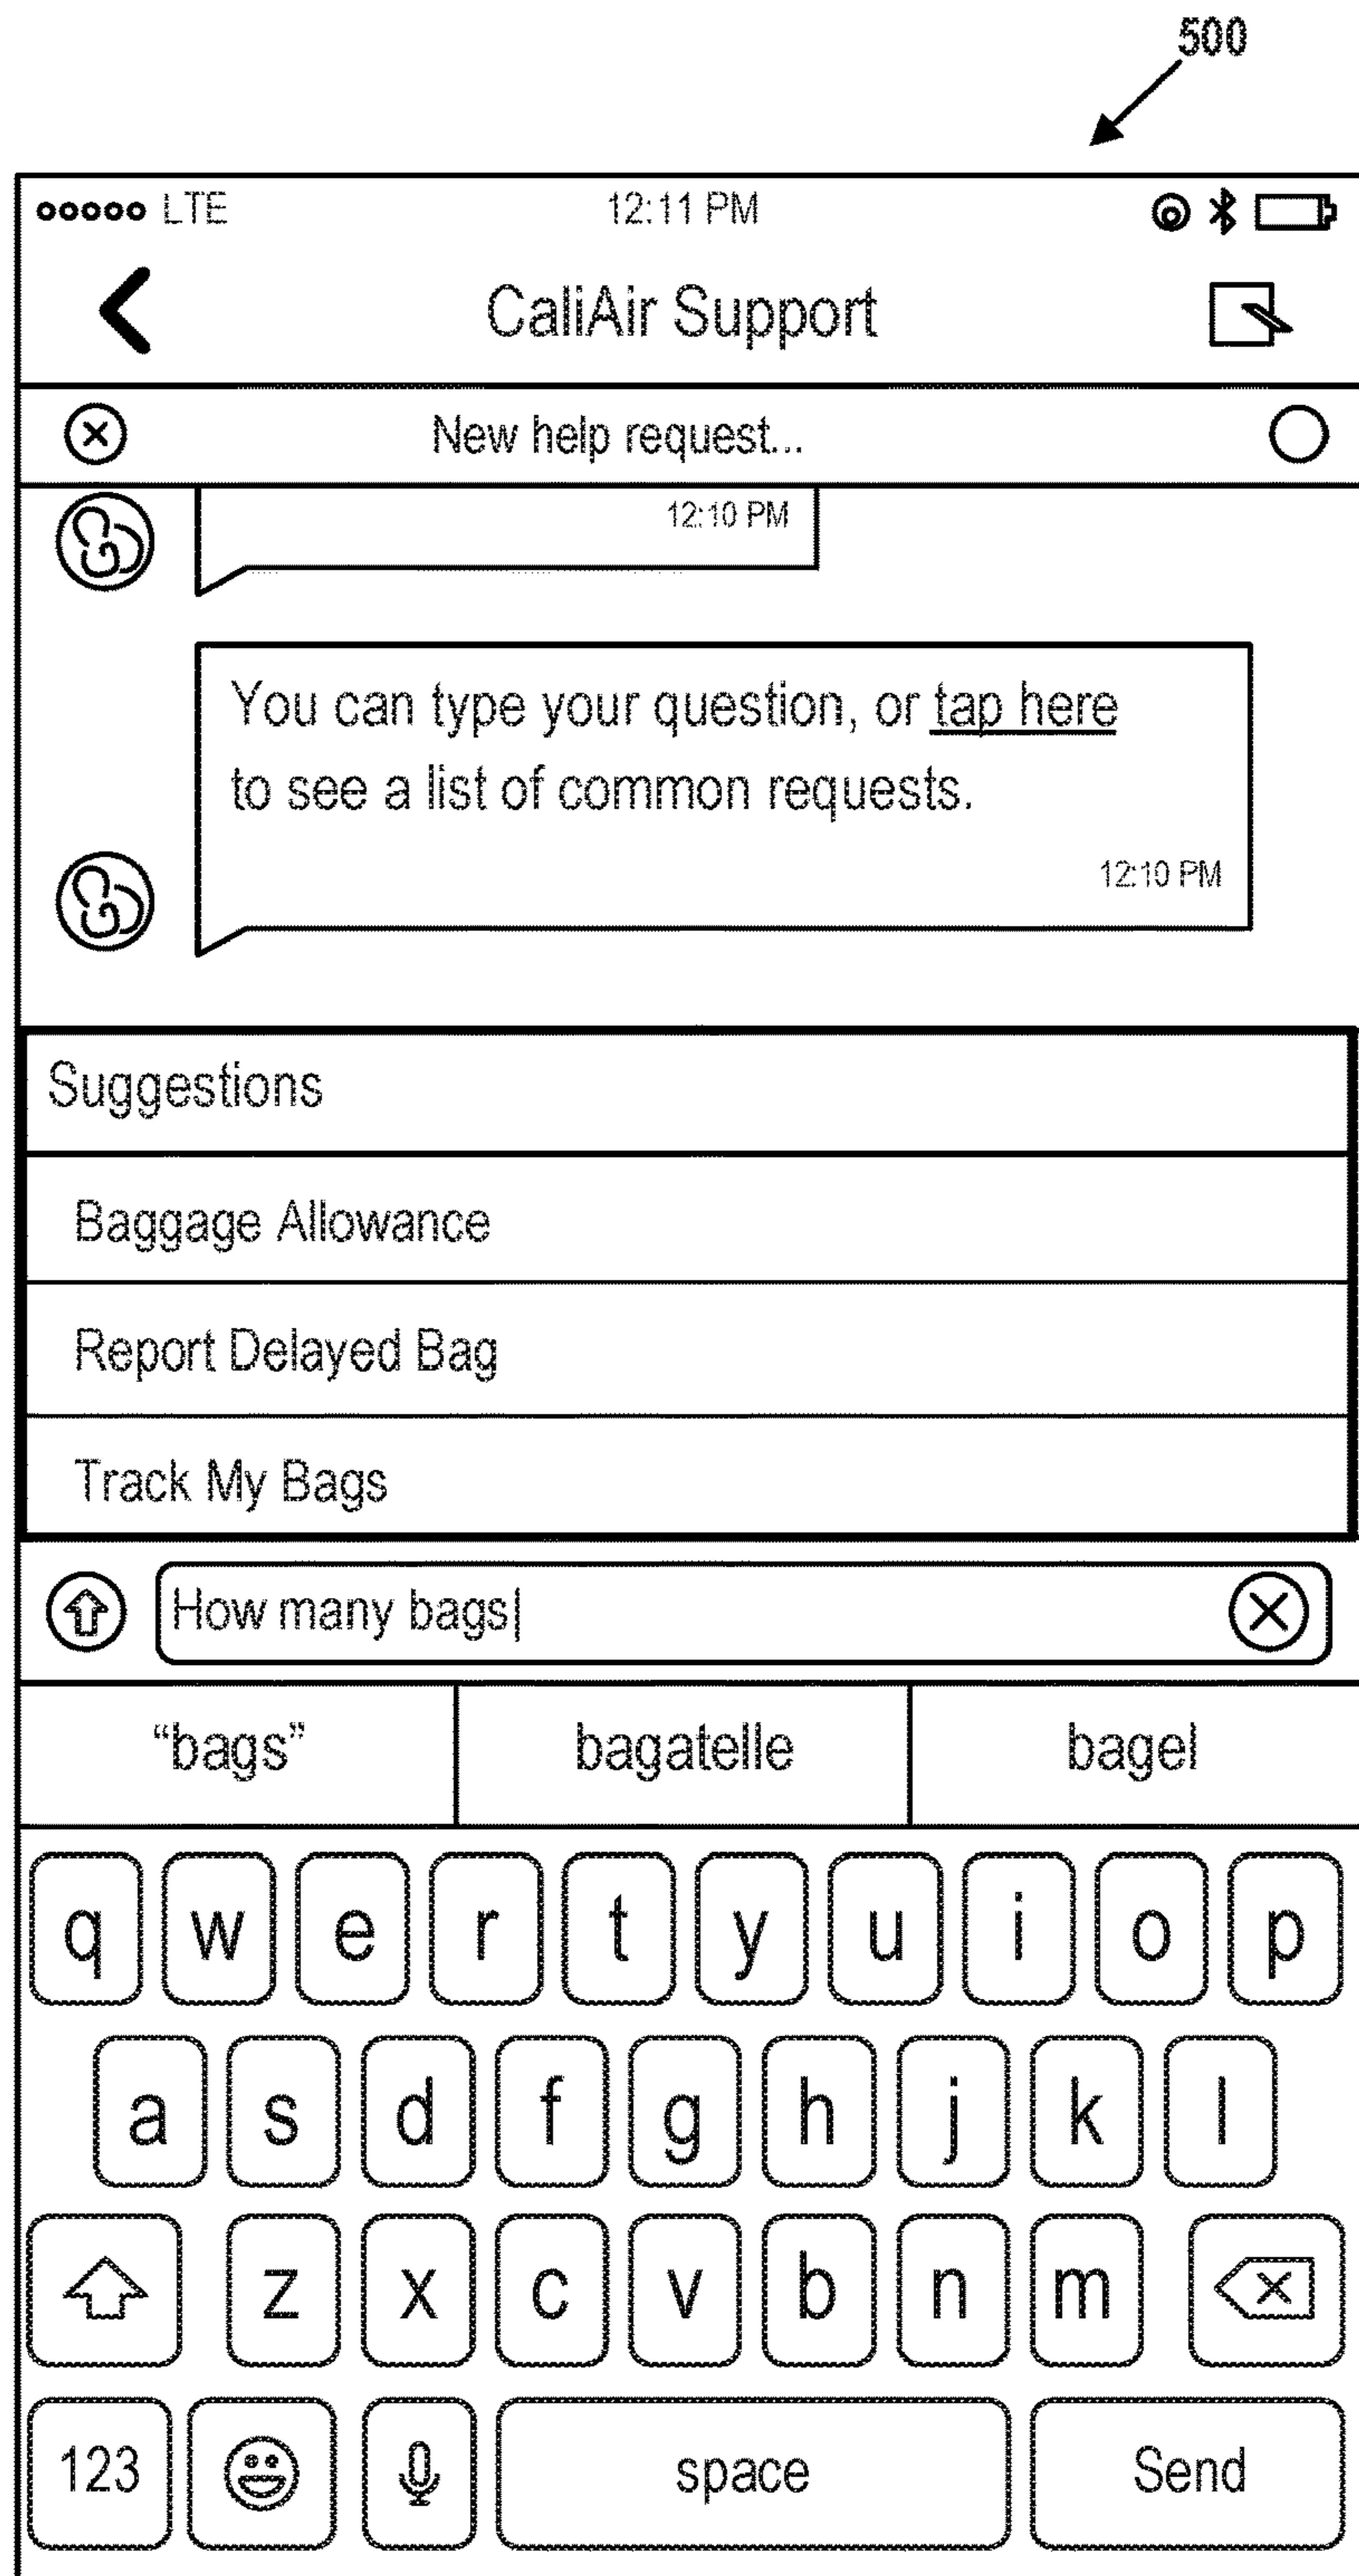 500
LTE 12:11 PM
CaliAir Support
New help request...
12:10 PM
You can type your question, or tap here
to see a list of common requests.
12:10 PM
Suggestions
Baggage Allowance
Report Delayed Bag
Track My Bags
How many bags
“bags” bagatelle bagel
q w e r t y u i o p
a s d f g h j k l
z x c v b n m
123 space Send